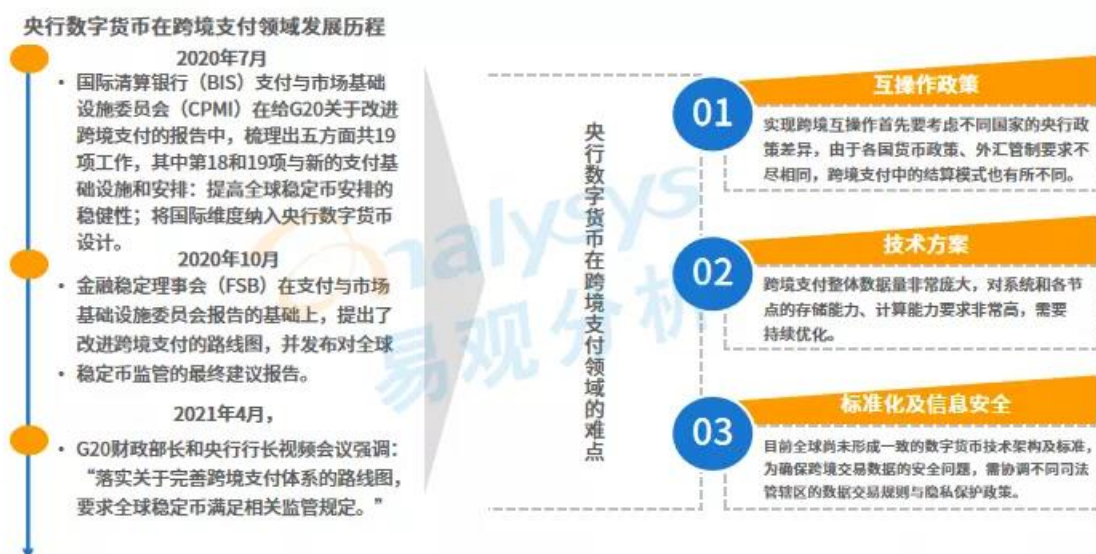 央行数字货币在跨境支付领域发展历程
2020年7月
• 国际清算银行（BIS）支付与市场基础
设施委员会（CPMI）在给G20关于改进
跨境支付的报告中，梳理出五方面共19
项工作，其中第18和19项与新的支付基
础设施和安排：提高全球稳定币安排的
稳健性；将国际维度纳入央行数字货币
设计。
2020年10月
• 金融稳定理事会（FSB）在支付与市场
基础设施委员会报告的基础上，提出了
改进跨境支付的路线图，并发布对全球
• 稳定币监管的最终建议报告。
2021年4月，
• G20财政部长和央行行长视频会议强调：
“落实关于完善跨境支付体系的路线图，
要求全球稳定币满足相关监管规定。”
央行数字货币在跨境支付领域的难点
01
互操作政策
实现跨境互操作首先要考虑不同国家的央行政
策差异，由于各国货币政策、外汇管制要求不
尽相同，跨境支付中的结算模式也有所不同。
02
技术方案
跨境支付整体数据量非常庞大，对系统和各节
点的存储能力、计算能力要求非常高，需要
持续优化。
03
标准化及信息安全
目前全球尚未形成一致的数字货币技术架构及标准，
为确保跨境交易数据的安全问题，需协调不同司法
管辖区的数据交易规则与隐私保护政策。
nalysys
易观分析